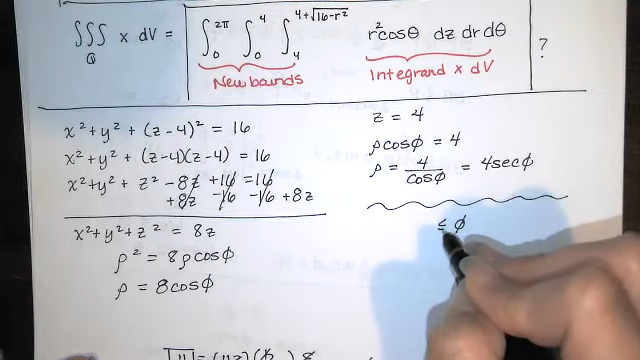 ∭_Q x dV = ∫_0^{2π} ∫_0^4 ∫_4^{4+√(16-r²)} r²cosθ dz dr dθ ?
New bounds
Integrand x dV
x² + y² + (z-4)² = 16
x² + y² + (z-4)(z-4) = 16
x² + y² + z² - 8z + 16 = 16
+8z -16 -16 +8z
x² + y² + z² = 8z
ρ² = 8ρcosϕ
ρ = 8cosϕ
z = 4
ρcosϕ = 4
ρ = 4/cosϕ = 4secϕ
≤ ϕ